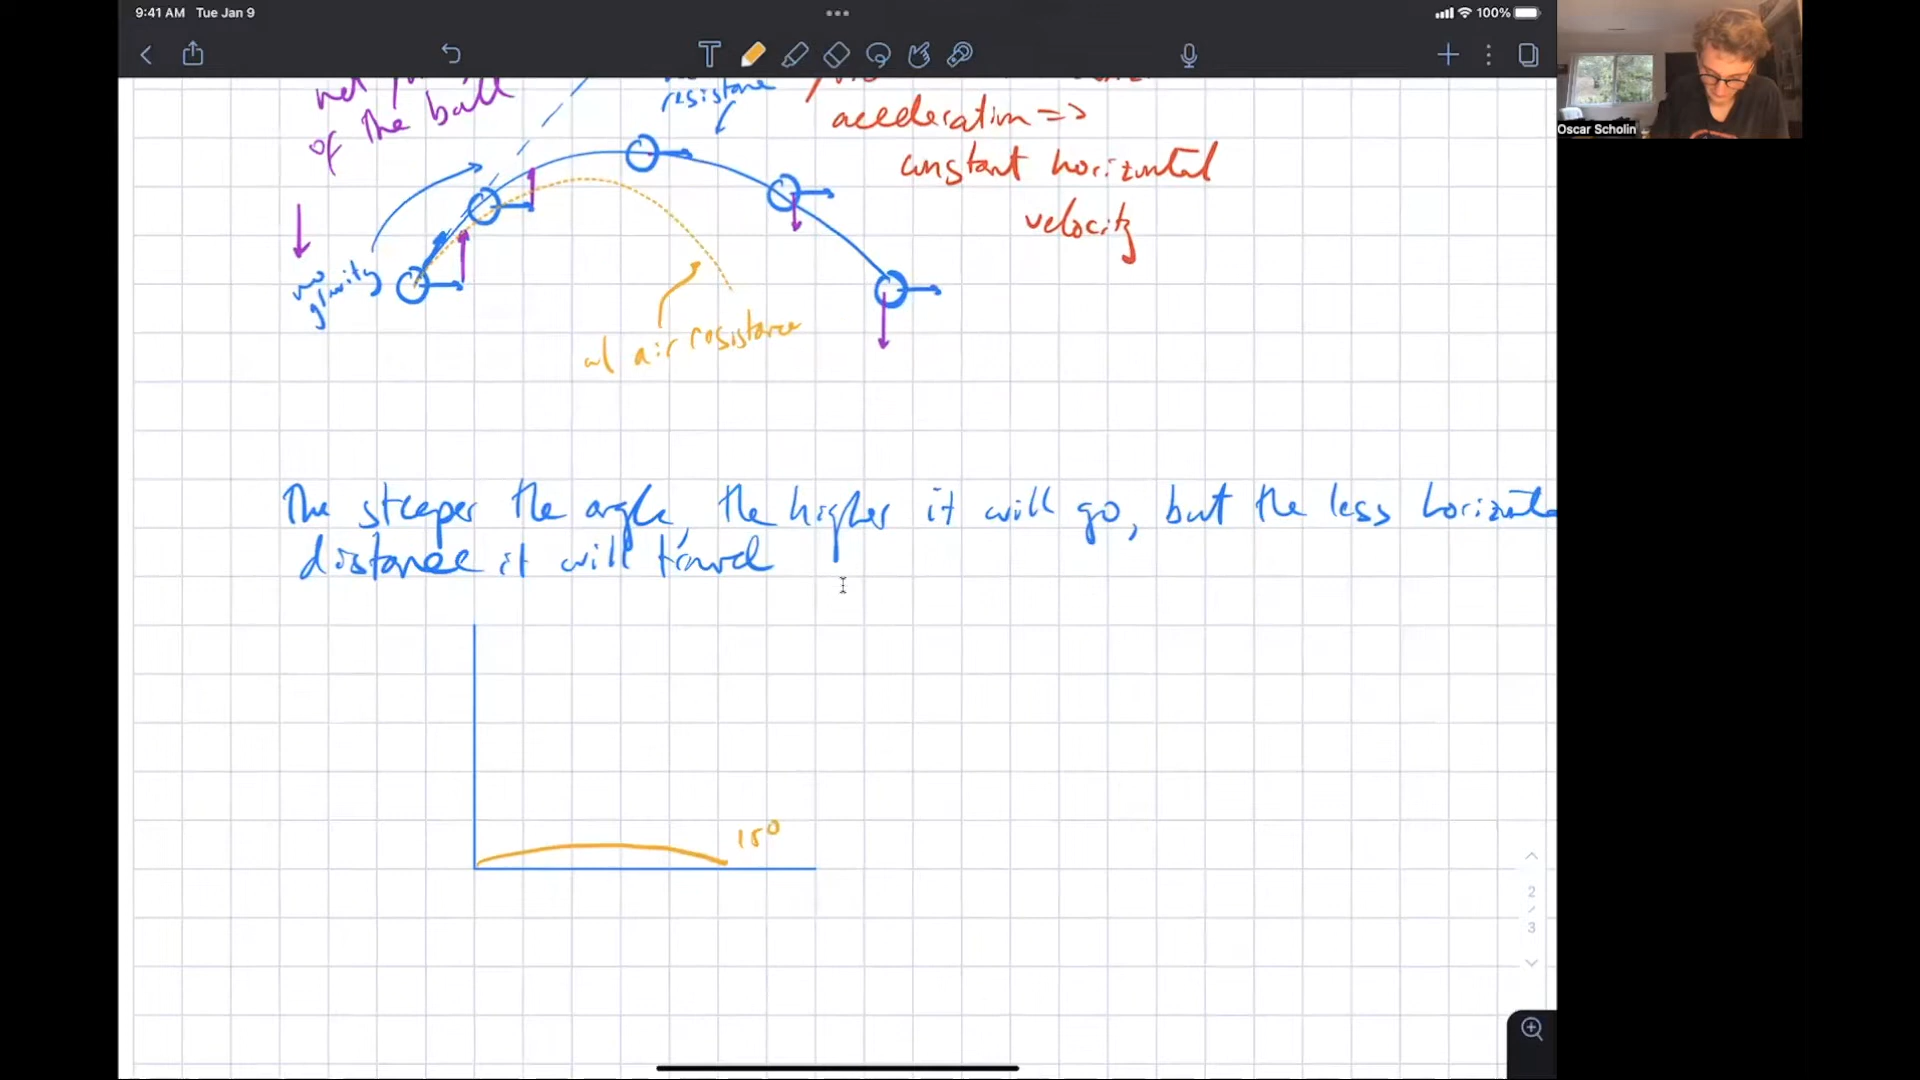 9:41 AM Tue Jan 9
100%
Oscar Scholin
of the ball
resistance
acceleration =>
constant horizontal
velocity
no
gravity
w/ air resistance
The steeper the angle, the higher it will go, but the less horizonta
distance it will travel
15°
2
/
3